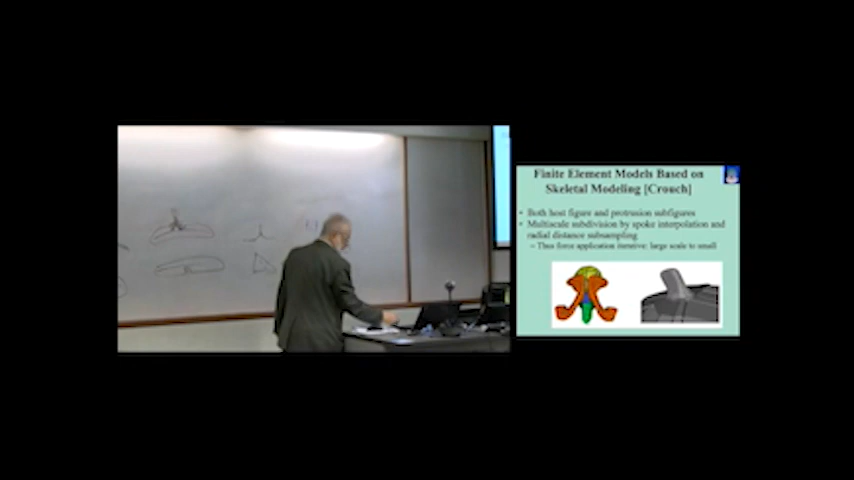 Finite Element Models Based on
Skeletal Modeling [Crouch]
• Both host figure and protrusion subfigures
• Multiscale subdivision by spoke interpolation and
radial distance subsampling
– Thus force application iterative: large scale to small